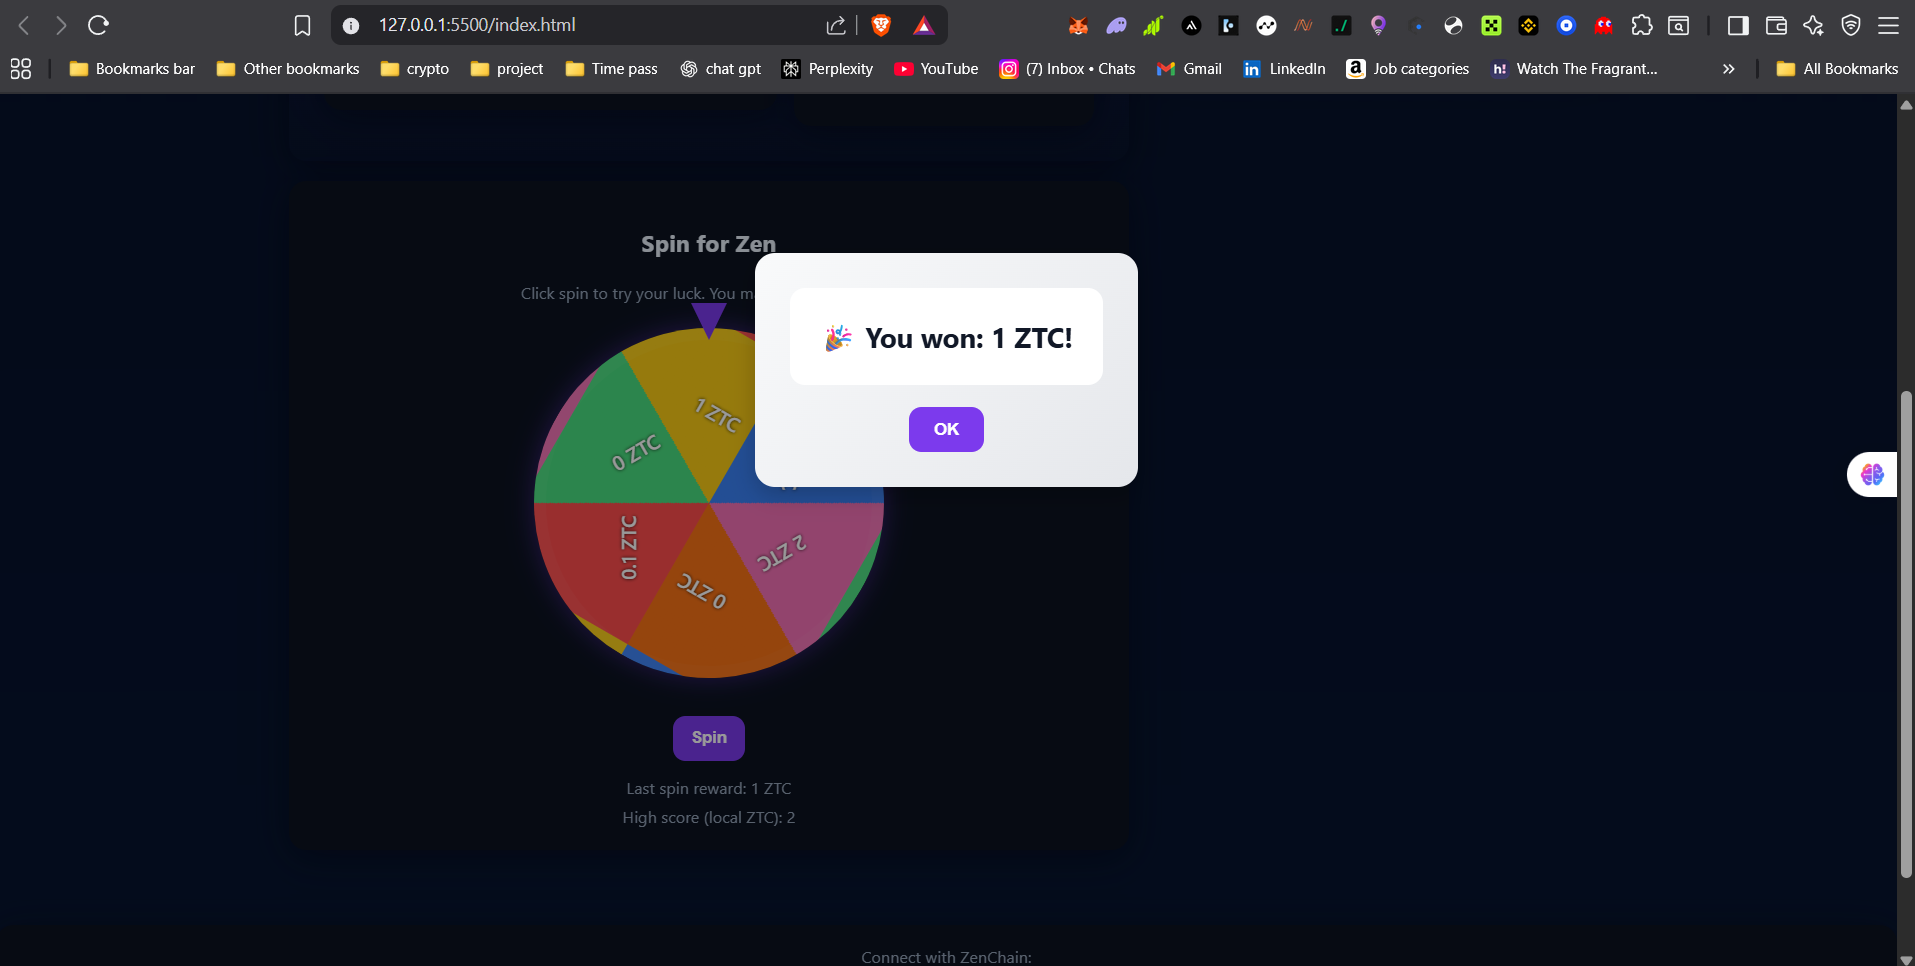 127.0.0.1:5500/index.html
Bookmarks bar
Other bookmarks
crypto
project
Time pass
chat gpt
Perplexity
YouTube
(7) Inbox • Chats
Gmail
LinkedIn
Job categories
Watch The Fragrant...
All Bookmarks
Spin for Zen
Click spin to try your luck. You
🎉 You won: 1 ZTC!
OK
1 ZTC
0 ZTC
0.1 ZTC
0 ZTC
2 ZTC
Spin
Last spin reward: 1 ZTC
High score (local ZTC): 2
Connect with ZenChain: